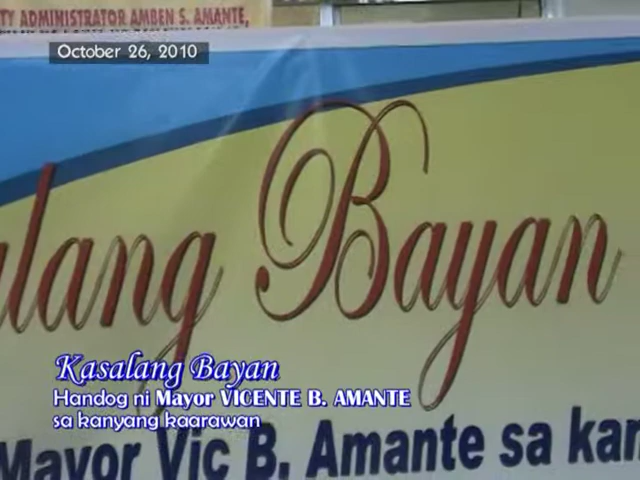 TY ADMINISTRATOR AMBEN S. AMANTE,
October 26, 2010
alang Bayan
Kasalang Bayan
Handog ni Mayor VICENTE B. AMANTE
sa kanyang kaarawan
Mayor Vic B. Amante sa kan